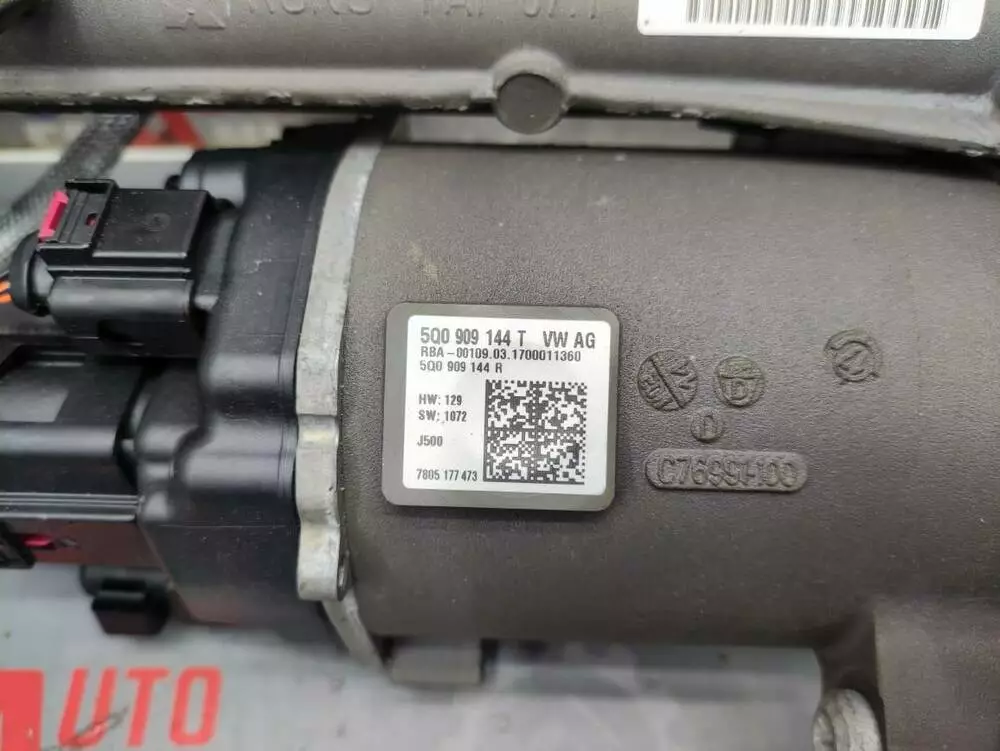 5Q0 909 144 T VW AG
RBA-00109.03.1700011360
5Q0 909 144 R
HW: 129
SW: 1072
J500
7805 177 473
D
D
UTO